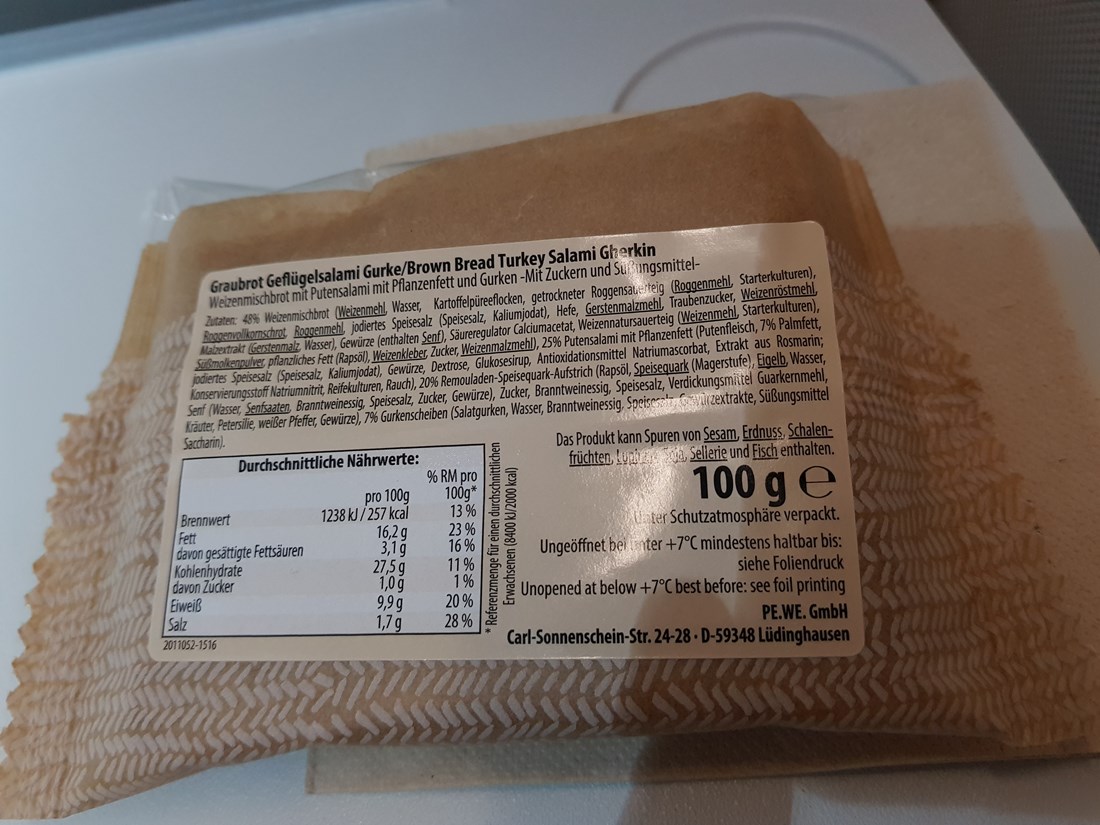 Graubrot Geflügelsalami Gurke/Brown Bread Turkey Salami Gherkin
Weizenmischbrot mit Putensalami mit Pflanzenfett und Gurken -Mit Zuckern und Süßungsmittel-
Zutaten: 48% Weizenmischbrot (Weizenmehl, Wasser, Kartoffelpüreeflocken, getrockneter Roggensauerteig (Roggenmehl, Starterkulturen),
Roggenvollkornschrot, Roggenmehl, jodiertes Speisesalz (Speisesalz, Kaliumjodat), Hefe, Gerstenmalzmehl, Traubenzucker, Weizenröstmehl,
Malzextrakt (Gerstenmalz, Wasser), Gewürze (enthalten Senf), Säureregulator Calciumacetat, Weizennatursauerteig (Weizenmehl, Starterkulturen),
Süßmolkenpulver, pflanzliches Fett (Rapsöl), Weizenkleber, Zucker, Weizenmalzmehl), 25% Putensalami mit Pflanzenfett (Putenfleisch, 7% Palmfett,
jodiertes Speisesalz (Speisesalz, Kaliumjodat), Gewürze, Dextrose, Glukosesirup, Antioxidationsmittel Natriumascorbat, Extrakt aus Rosmarin;
Konservierungsstoff Natriumnitrit, Reifekulturen, Rauch), 20% Remouladen-Speisequark-Aufstrich (Rapsöl, Speisequark (Magerstufe), Eigelb, Wasser,
Senf (Wasser, Senfsaaten, Branntweinessig, Speisesalz, Zucker, Gewürze), Zucker, Branntweinessig, Speisesalz, Verdickungsmittel Guarkernmehl,
Kräuter, Petersilie, weißer Pfeffer, Gewürze), 7% Gurkenscheiben (Salatgurken, Wasser, Branntweinessig, Speisesalz, Gewürzextrakte, Süßungsmittel
Saccharin).
Das Produkt kann Spuren von Sesam, Erdnuss, Schalen-
früchten, Soja, Sellerie und Fisch enthalten.
100 g e
Unter Schutzatmosphäre verpackt.
Ungeöffnet bei unter +7°C mindestens haltbar bis:
siehe Foliendruck
Unopened at below +7°C best before: see foil printing
PE.WE. GmbH
Carl-Sonnenschein-Str. 24-28 · D-59348 Lüdinghausen
Durchschnittliche Nährwerte:
pro 100g % RM pro 100g*
Brennwert 1238 kJ / 257 kcal 13 %
Fett 16,2 g 23 %
davon gesättigte Fettsäuren 3,1 g 16 %
Kohlenhydrate 27,5 g 11 %
davon Zucker 1,0 g 1 %
Eiweiß 9,9 g 20 %
Salz 1,7 g 28 %
* Referenzmenge für einen durchschnittlichen
Erwachsenen (8400 kJ/2000 kcal)
2011052-1516